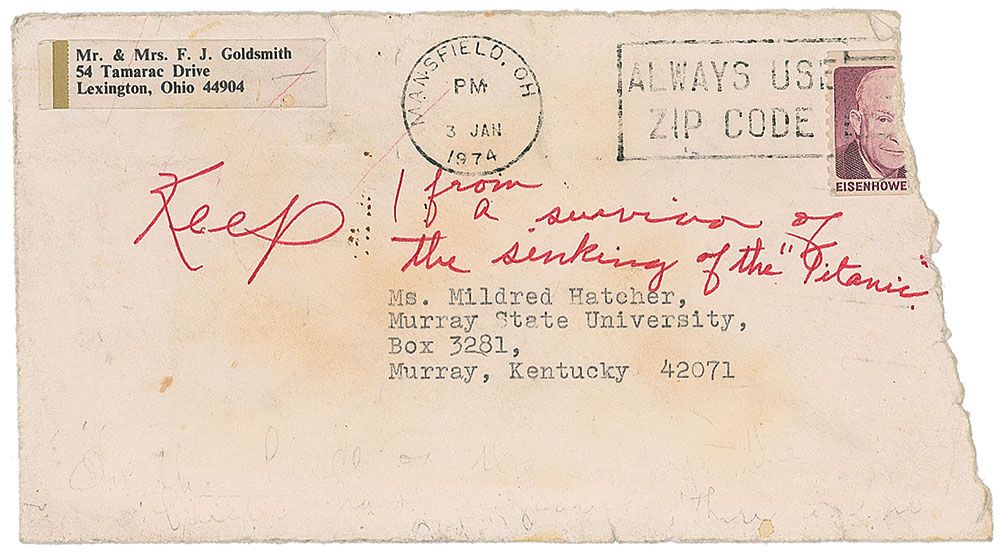 Mr. & Mrs. F. J. Goldsmith
54 Tamarac Drive
Lexington, Ohio 44904
MANSFIELD, OH
PM
3 JAN
1974
ALWAYS USE
ZIP CODE
EISENHOWE
Keep
from
a survivor of
the sinking of the "Titanic".
Ms. Mildred Hatcher,
Murray State University,
Box 3281,
Murray, Kentucky 42071